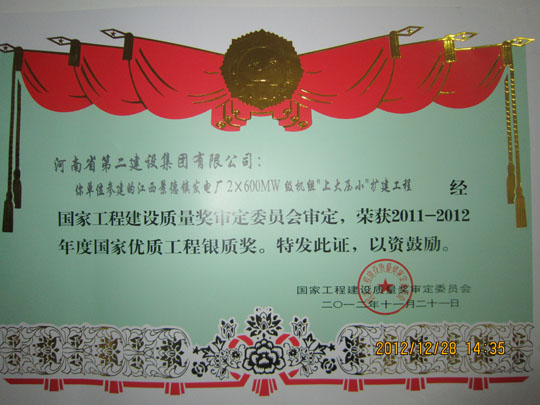 河南省第二建设集团有限公司：
你单位参建的江西景德镇发电厂2×600MW级机组"上大压小"扩建工程 经
国家工程建设质量奖审定委员会审定，荣获2011-2012
年度国家优质工程银质奖。特发此证，以资鼓励。
国家工程建设质量奖审定委员会
二〇一二年十一月二十一日
2012/12/28 14:35